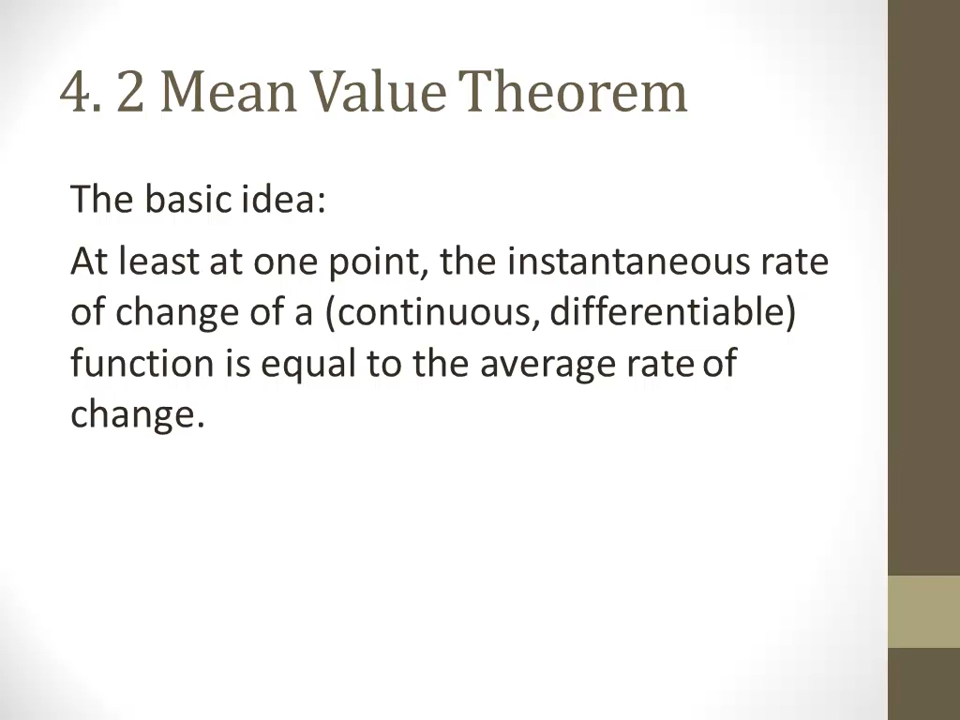 4. 2 Mean Value Theorem
The basic idea:
At least at one point, the instantaneous rate
of change of a (continuous, differentiable)
function is equal to the average rate of
change.